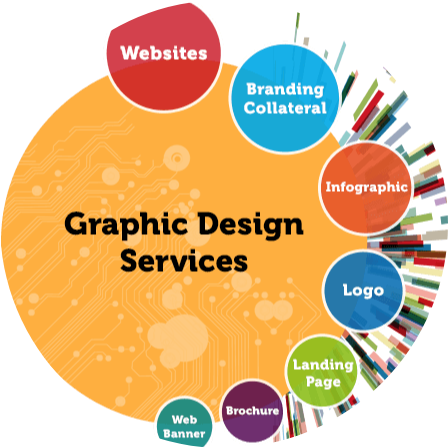 Websites
Branding
Collateral
Infographic
Graphic Design
Services
Logo
Landing
Page
Brochure
Web
Banner